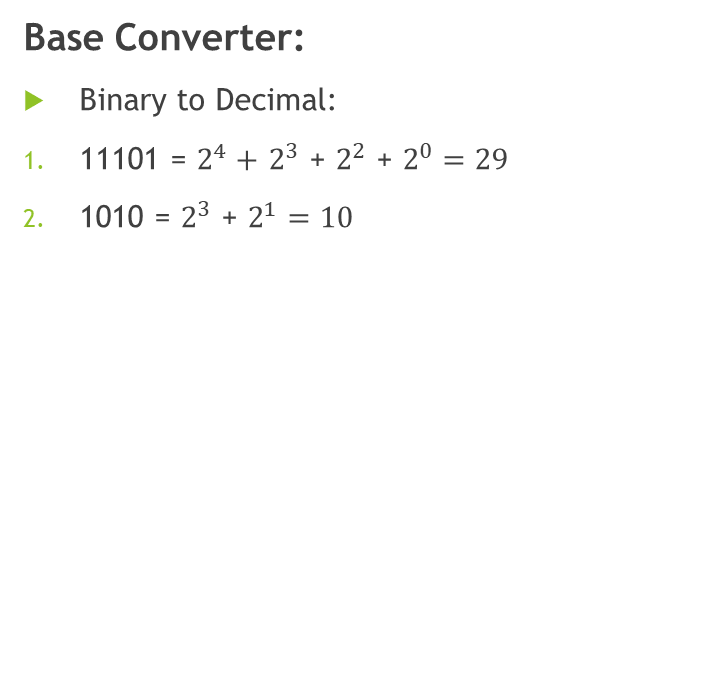 Base Converter:
▶ Binary to Decimal:
1. 11101 = 2⁴ + 2³ + 2² + 2⁰ = 29
2. 1010 = 2³ + 2¹ = 10